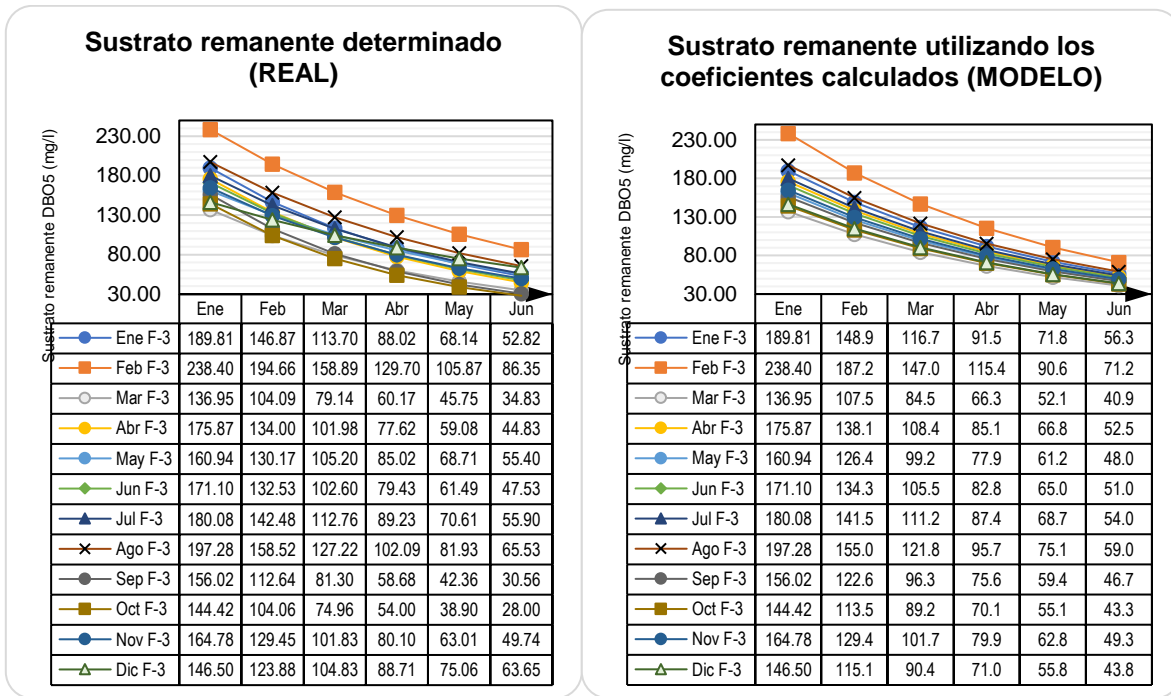 Sustrato remanente determinado
(REAL)
Sustrato remanente DBO5 (mg/l)
230.00
180.00
130.00
80.00
30.00
Ene Feb Mar Abr May Jun
Ene F-3 189.81 146.87 113.70 88.02 68.14 52.82
Feb F-3 238.40 194.66 158.89 129.70 105.87 86.35
Mar F-3 136.95 104.09 79.14 60.17 45.75 34.83
Abr F-3 175.87 134.00 101.98 77.62 59.08 44.83
May F-3 160.94 130.17 105.20 85.02 68.71 55.40
Jun F-3 171.10 132.53 102.60 79.43 61.49 47.53
Jul F-3 180.08 142.48 112.76 89.23 70.61 55.90
Ago F-3 197.28 158.52 127.22 102.09 81.93 65.53
Sep F-3 156.02 112.64 81.30 58.68 42.36 30.56
Oct F-3 144.42 104.06 74.96 54.00 38.90 28.00
Nov F-3 164.78 129.45 101.83 80.10 63.01 49.74
Dic F-3 146.50 123.88 104.83 88.71 75.06 63.65
Sustrato remanente utilizando los
coeficientes calculados (MODELO)
Sustrato remanente DBO5 (mg/l)
230.00
180.00
130.00
80.00
30.00
Ene Feb Mar Abr May Jun
Ene F-3 189.81 148.9 116.7 91.5 71.8 56.3
Feb F-3 238.40 187.2 147.0 115.4 90.6 71.2
Mar F-3 136.95 107.5 84.5 66.3 52.1 40.9
Abr F-3 175.87 138.1 108.4 85.1 66.8 52.5
May F-3 160.94 126.4 99.2 77.9 61.2 48.0
Jun F-3 171.10 134.3 105.5 82.8 65.0 51.0
Jul F-3 180.08 141.5 111.2 87.4 68.7 54.0
Ago F-3 197.28 155.0 121.8 95.7 75.1 59.0
Sep F-3 156.02 122.6 96.3 75.6 59.4 46.7
Oct F-3 144.42 113.5 89.2 70.1 55.1 43.3
Nov F-3 164.78 129.4 101.7 79.9 62.8 49.3
Dic F-3 146.50 115.1 90.4 71.0 55.8 43.8